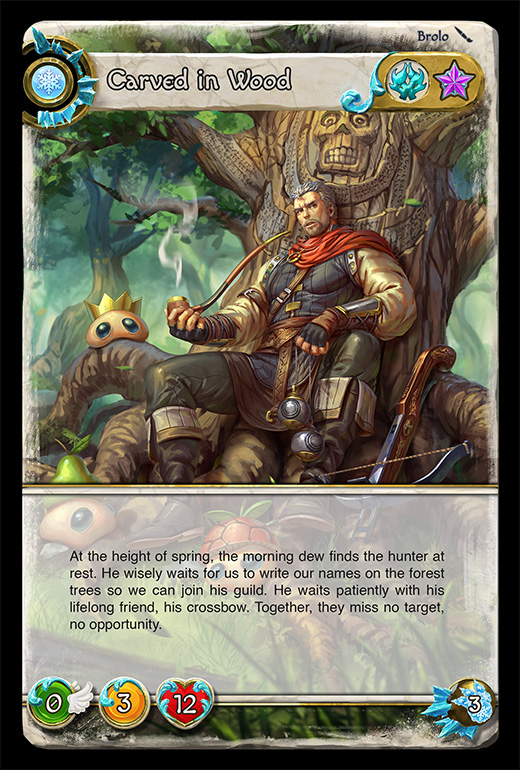 Brolo
Carved in Wood
At the height of spring, the morning dew finds the hunter at
rest. He wisely waits for us to write our names on the forest
trees so we can join his guild. He waits patiently with his
lifelong friend, his crossbow. Together, they miss no target,
no opportunity.
0 3 12 3